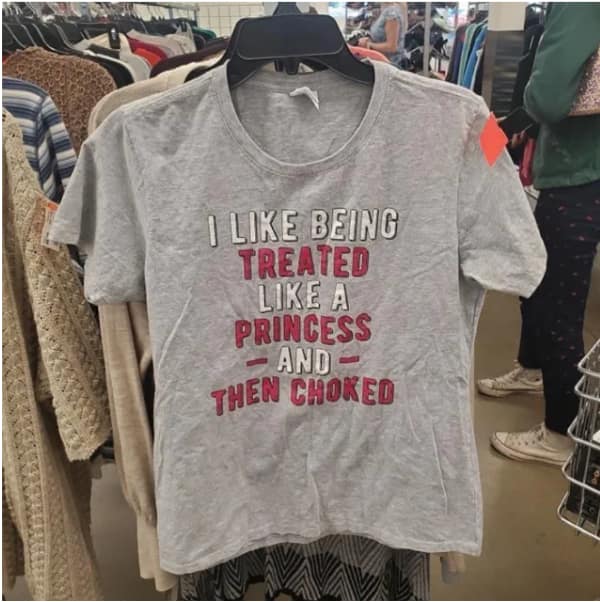 I LIKE BEING
TREATED
LIKE A
PRINCESS
- AND -
THEN CHOKED